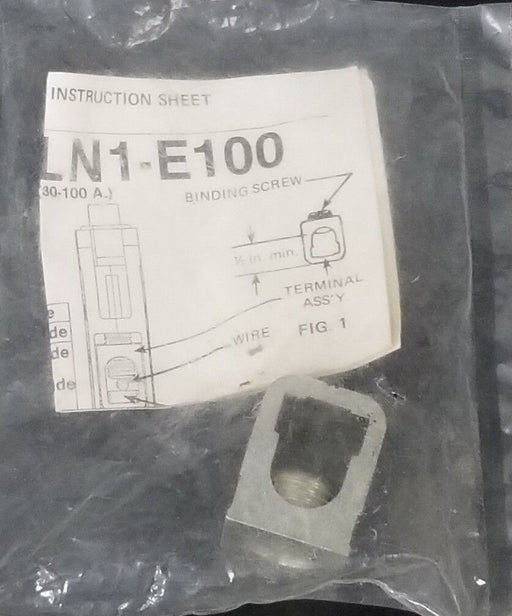 INSTRUCTION SHEET
LN1-E100
(30-100 A.)
BINDING SCREW
½ in. min.
TERMINAL
ASS'Y
WIRE
FIG. 1
e
de
de
de